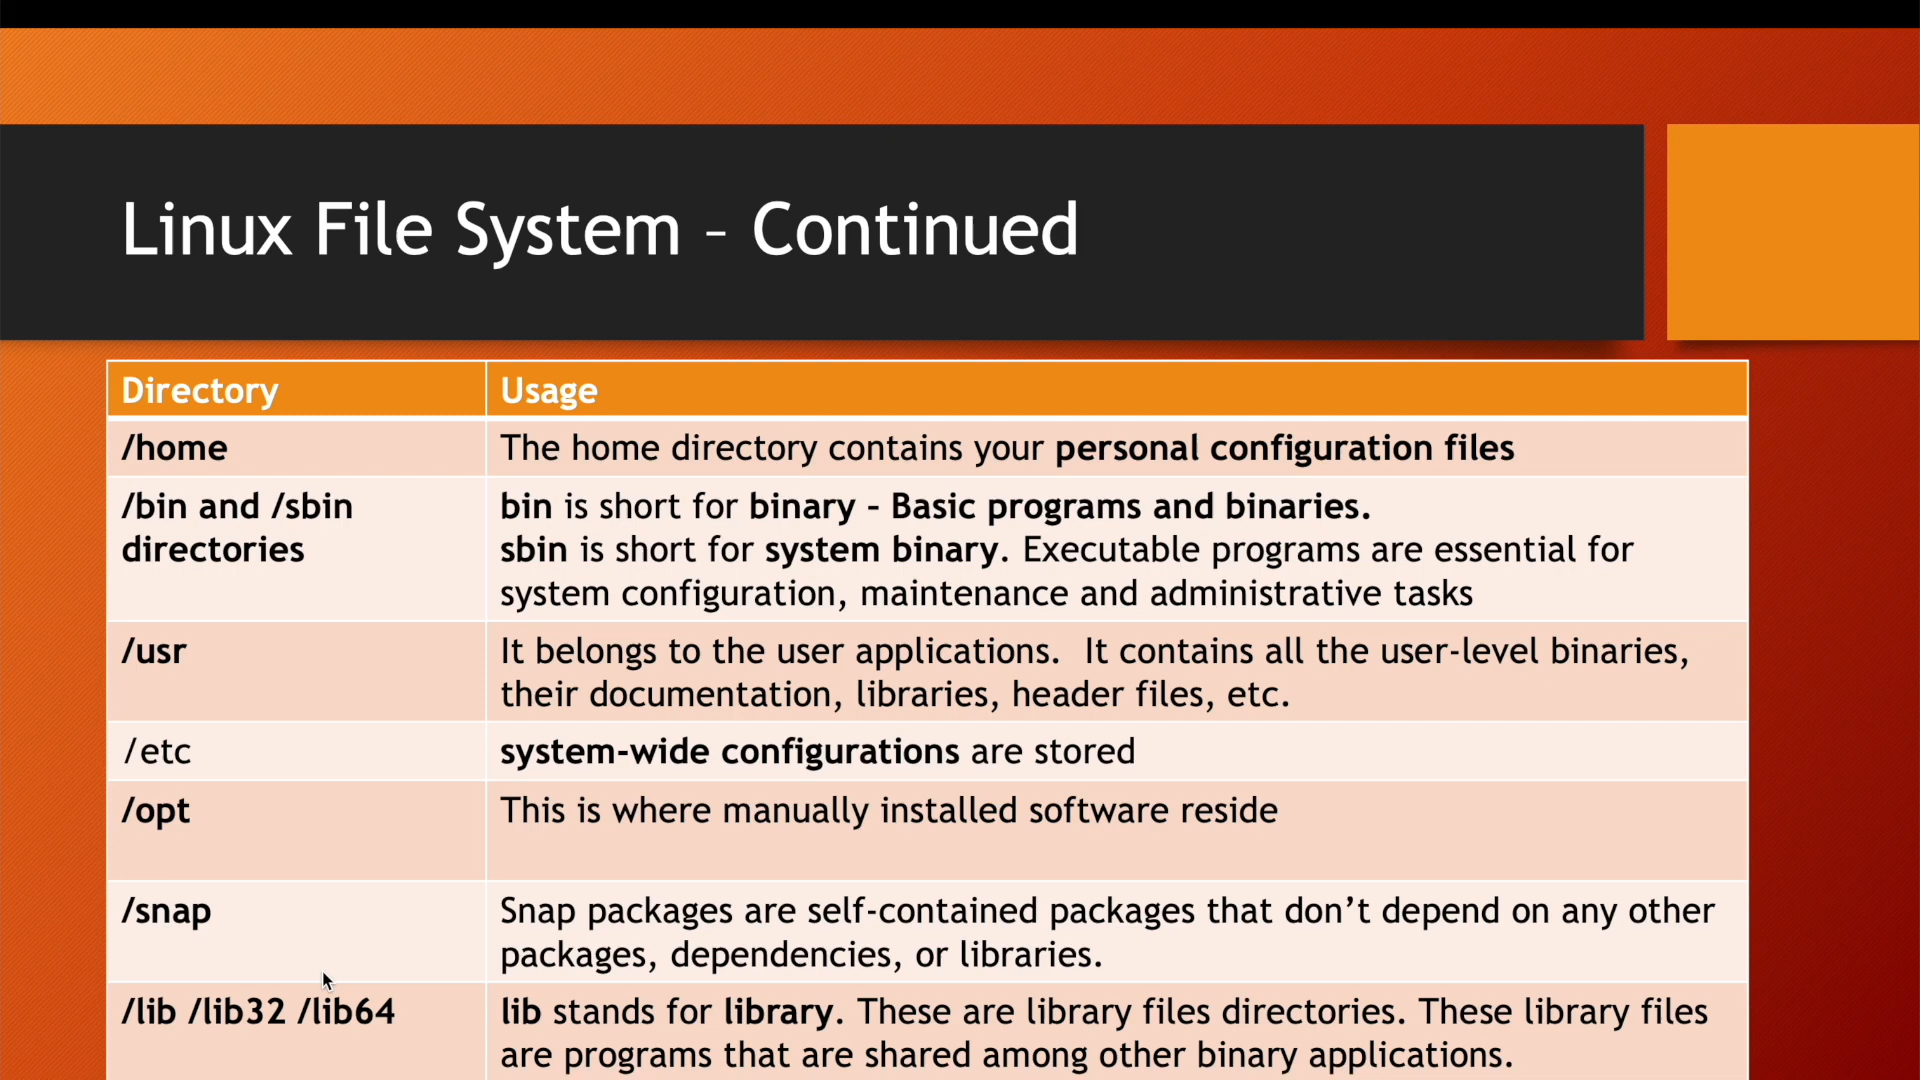 Linux File System – Continued
Directory
Usage
/home
The home directory contains your personal configuration files
/bin and /sbin
directories
bin is short for binary – Basic programs and binaries.
sbin is short for system binary. Executable programs are essential for
system configuration, maintenance and administrative tasks
/usr
It belongs to the user applications.  It contains all the user-level binaries,
their documentation, libraries, header files, etc.
/etc
system-wide configurations are stored
/opt
This is where manually installed software reside
/snap
Snap packages are self-contained packages that don’t depend on any other
packages, dependencies, or libraries.
/lib /lib32 /lib64
lib stands for library. These are library files directories. These library files
are programs that are shared among other binary applications.